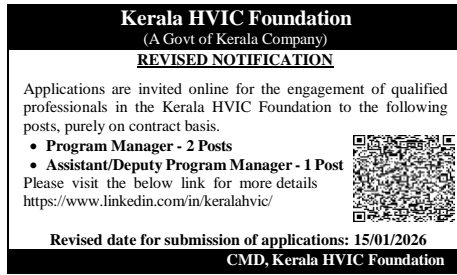 Kerala HVIC Foundation
(A Govt of Kerala Company)
REVISED NOTIFICATION
Applications are invited online for the engagement of qualified
professionals in the Kerala HVIC Foundation to the following
posts, purely on contract basis.
• Program Manager - 2 Posts
• Assistant/Deputy Program Manager - 1 Post
Please visit the below link for more details
https://www.linkedin.com/in/keralahvic/
Revised date for submission of applications: 15/01/2026
CMD, Kerala HVIC Foundation